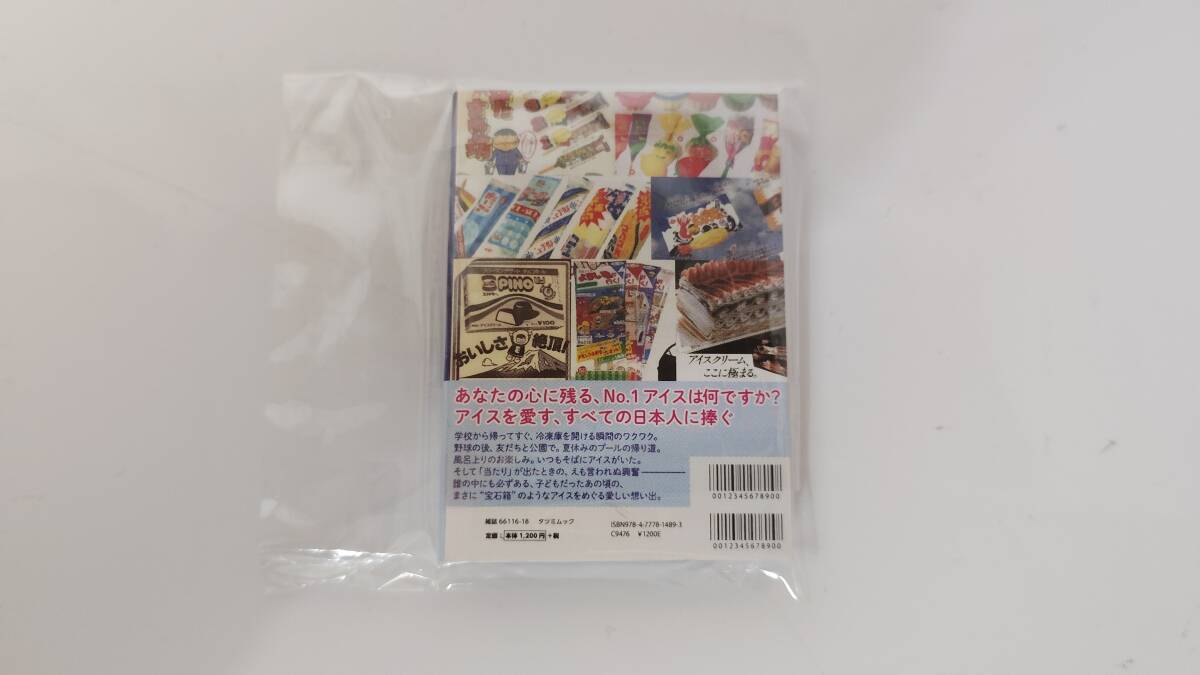 PINO
¥100
おいしさ 絶頂!
アイスクリーム、
ここに極まる。
あなたの心に残る、No.1アイスは何ですか?
アイスを愛す、すべての日本人に捧ぐ
学校から帰ってすぐ、冷凍庫を開ける瞬間のワクワク。
野球の後、友だちと公園で。夏休みのプールの帰り道。
風呂上りのお楽しみ。いつもそばにアイスがいた。
そして「当たり」が出たときの、えも言われぬ興奮――――
誰の中にも必ずある、子どもだったあの頃の、
まさに“宝石箱”のようなアイスをめぐる愛しい想い出。
0012345678900
雑誌 66116-18 タツミムック
定価:本体 1,200円+税
ISBN978-4-7778-1489-3
C9476 ¥1200E
0012345678900